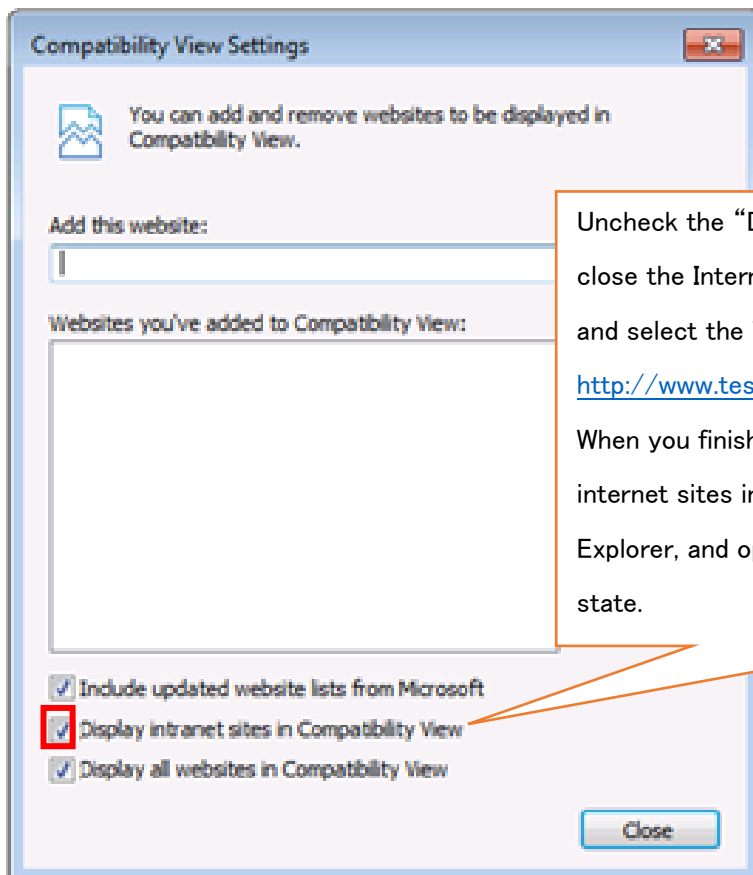 Compatibility View Settings
You can add and remove websites to be displayed in
Compatibility View.
Add this website:
Websites you've added to Compatibility View:
Include updated website lists from Microsoft
Display intranet sites in Compatibility View
Display all websites in Compatibility View
Close
Uncheck the “
close the
and select the
http://www.tes
When you
internet sites
Explorer, and
state.